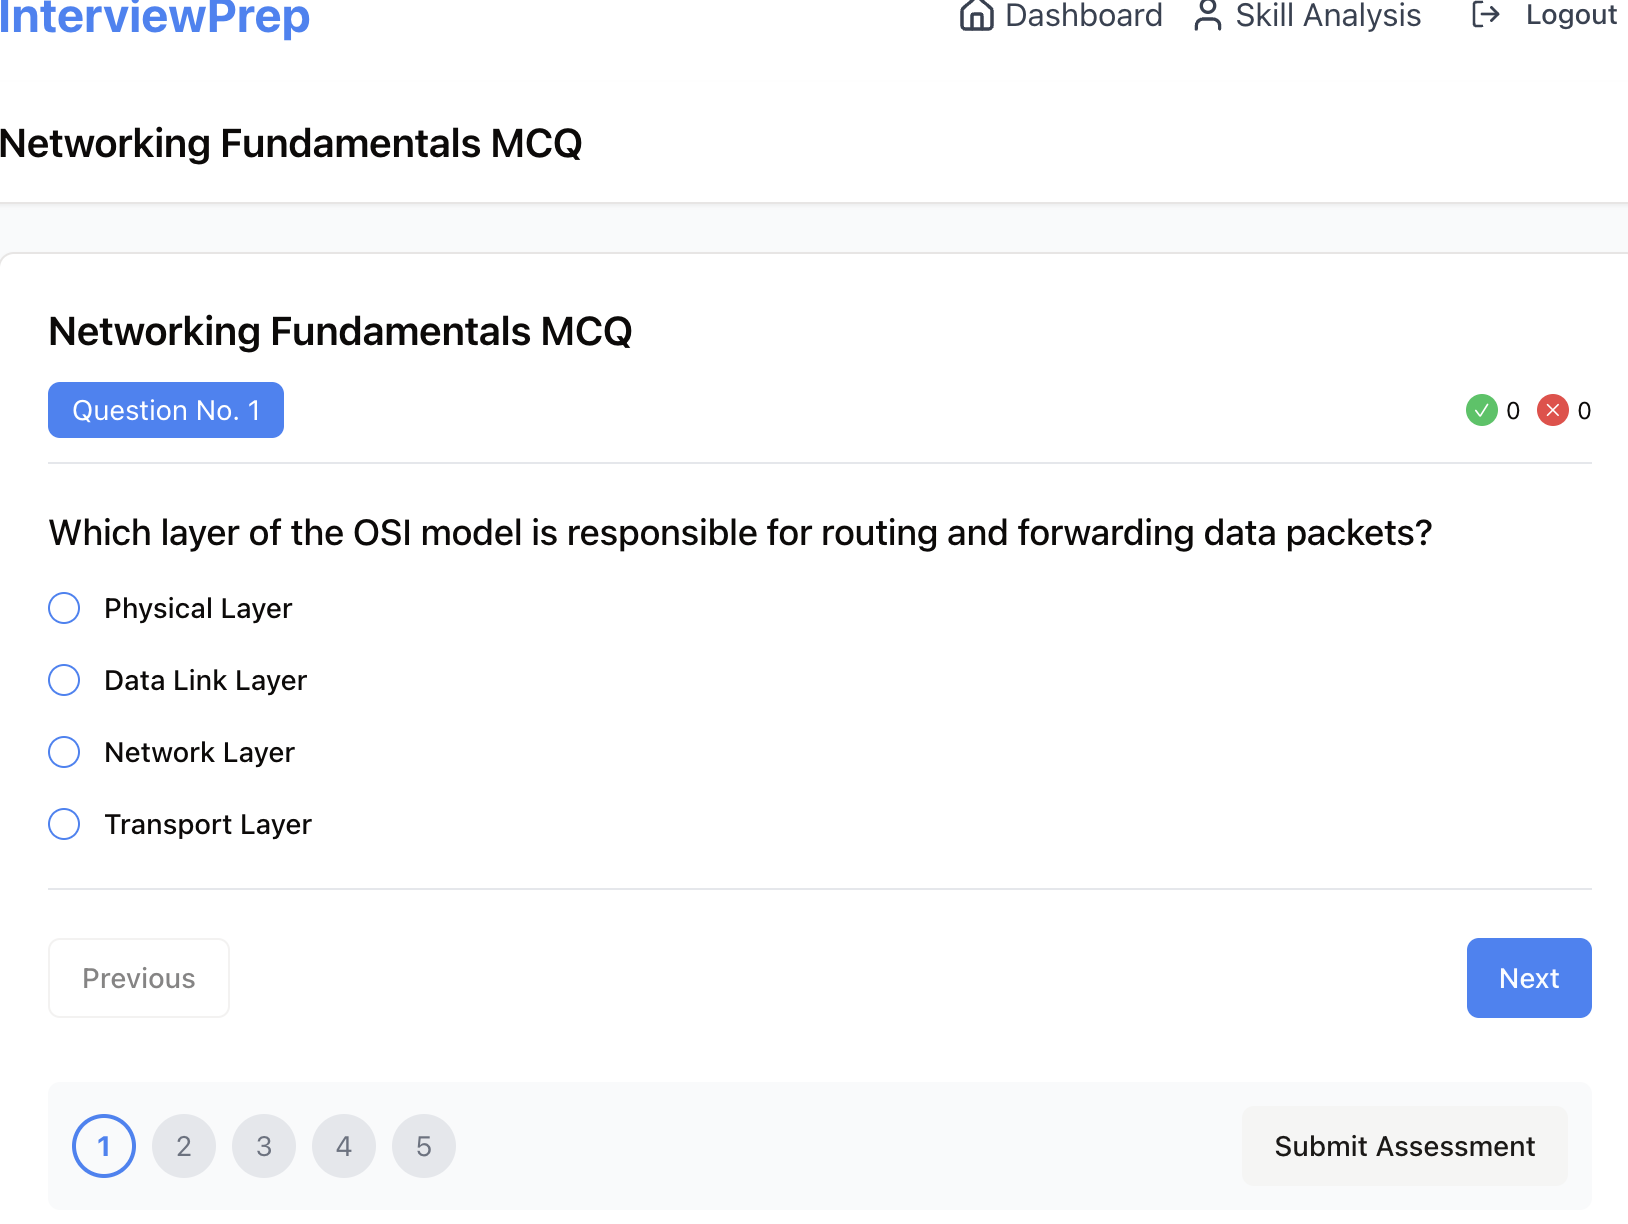 InterviewPrep
Dashboard Skill Analysis Logout
Networking Fundamentals MCQ
Networking Fundamentals MCQ
Question No. 1
0 0
Which layer of the OSI model is responsible for routing and forwarding data packets?
Physical Layer
Data Link Layer
Network Layer
Transport Layer
Previous Next
1 2 3 4 5 Submit Assessment